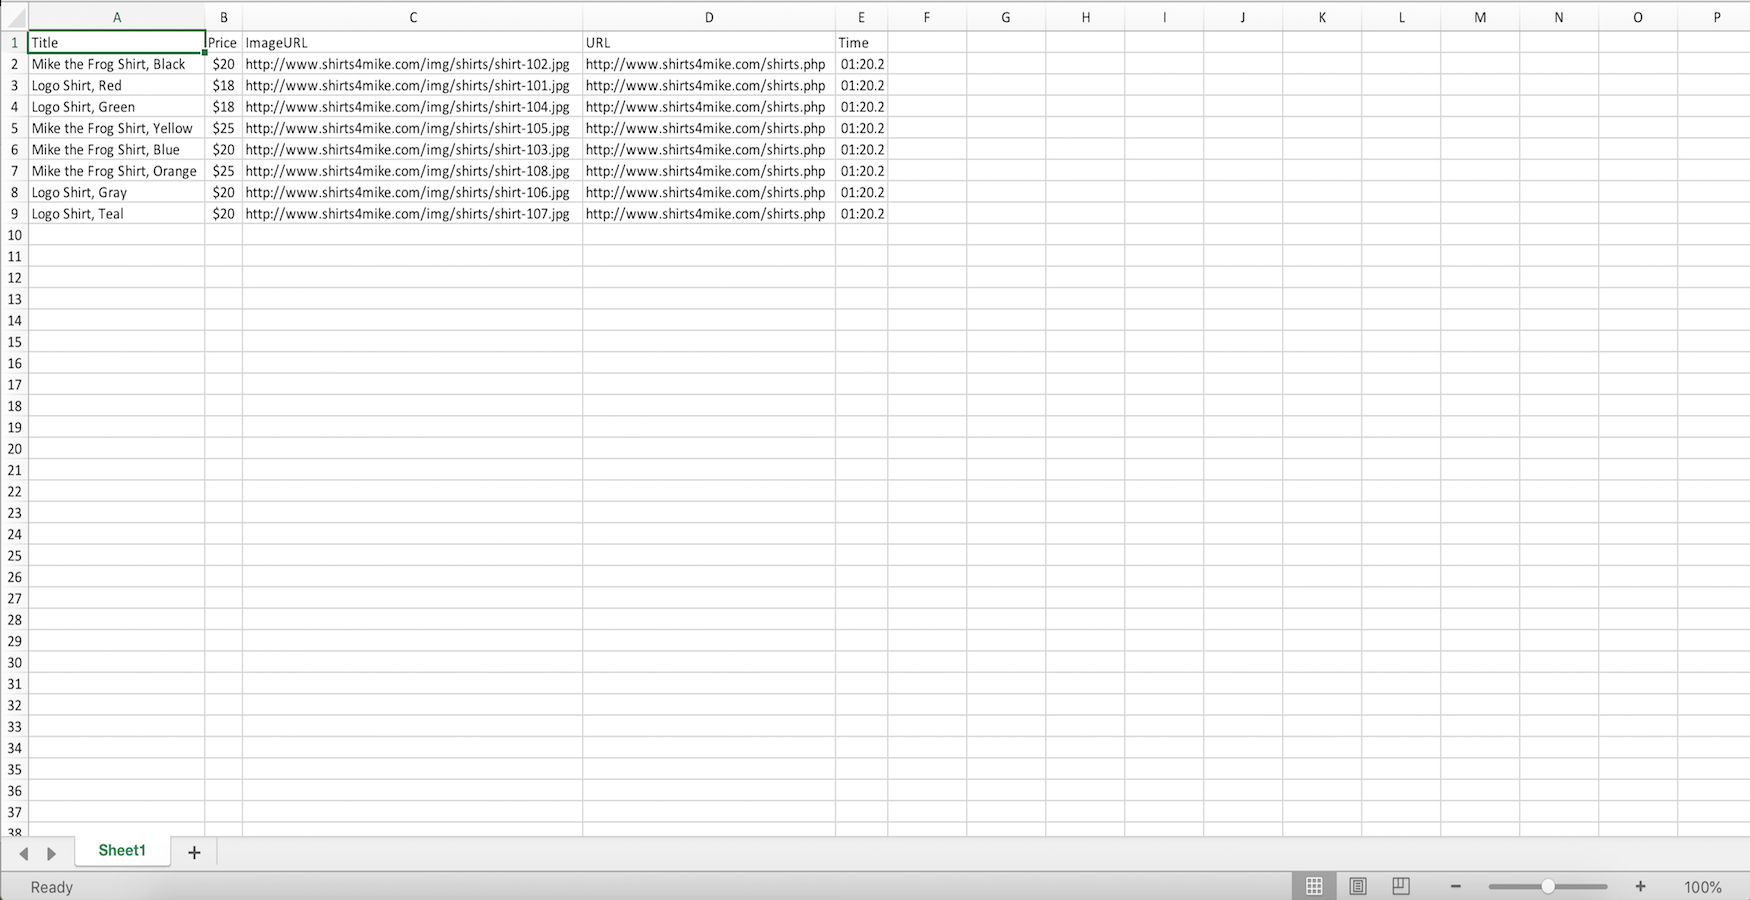 A B C D E F G H I J K L M N O P
1 Title Price ImageURL URL Time
2 Mike the Frog Shirt, Black $20 http://www.shirts4mike.com/img/shirts/shirt-102.jpg http://www.shirts4mike.com/shirts.php 01:20.2
3 Logo Shirt, Red $18 http://www.shirts4mike.com/img/shirts/shirt-101.jpg http://www.shirts4mike.com/shirts.php 01:20.2
4 Logo Shirt, Green $18 http://www.shirts4mike.com/img/shirts/shirt-104.jpg http://www.shirts4mike.com/shirts.php 01:20.2
5 Mike the Frog Shirt, Yellow $25 http://www.shirts4mike.com/img/shirts/shirt-105.jpg http://www.shirts4mike.com/shirts.php 01:20.2
6 Mike the Frog Shirt, Blue $20 http://www.shirts4mike.com/img/shirts/shirt-103.jpg http://www.shirts4mike.com/shirts.php 01:20.2
7 Mike the Frog Shirt, Orange $25 http://www.shirts4mike.com/img/shirts/shirt-108.jpg http://www.shirts4mike.com/shirts.php 01:20.2
8 Logo Shirt, Gray $20 http://www.shirts4mike.com/img/shirts/shirt-106.jpg http://www.shirts4mike.com/shirts.php 01:20.2
9 Logo Shirt, Teal $20 http://www.shirts4mike.com/img/shirts/shirt-107.jpg http://www.shirts4mike.com/shirts.php 01:20.2
10
11
12
13
14
15
16
17
18
19
20
21
22
23
24
25
26
27
28
29
30
31
32
33
34
35
36
37
38
Sheet1 +
Ready − + 100%